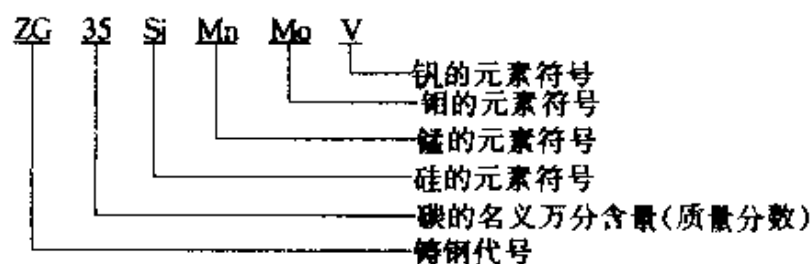 ZG 35 Si Mn Mo V
钒的元素符号
钼的元素符号
锰的元素符号
硅的元素符号
碳的名义万分含量(质量分数)
铸钢代号